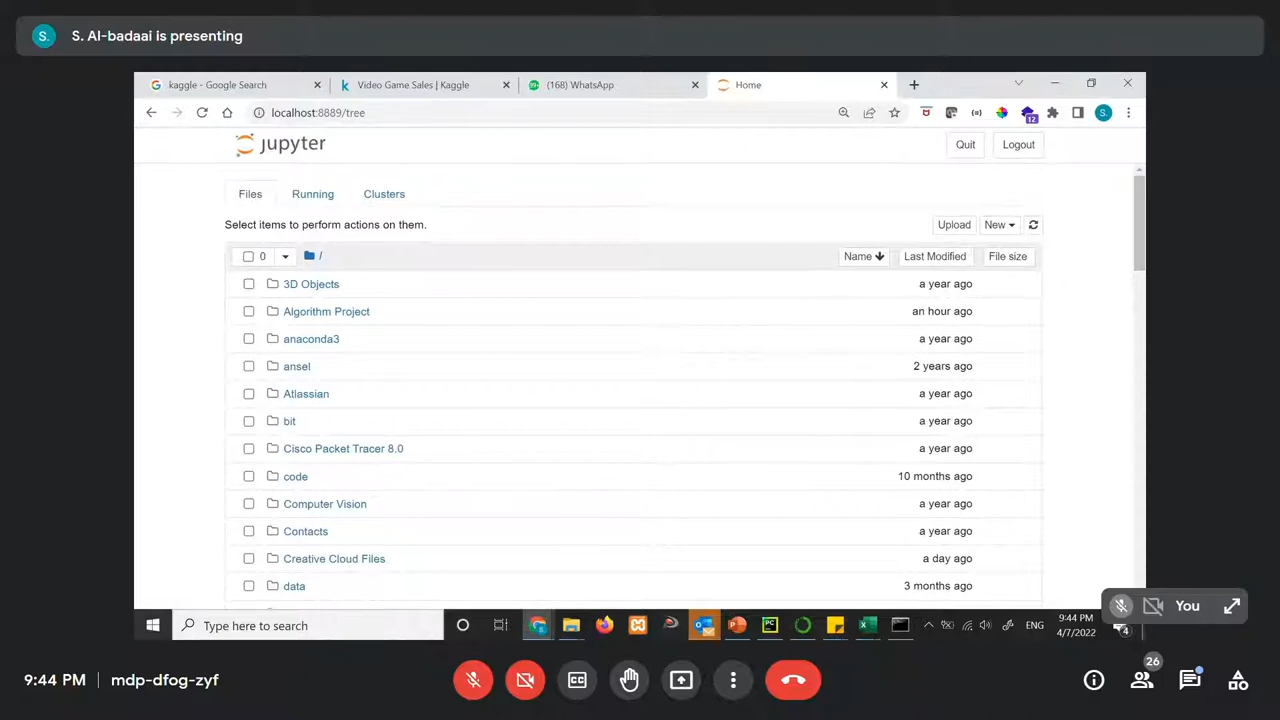 S. S. Al-badaai is presenting
kaggle - Google Search
Video Game Sales | Kaggle
(168) WhatsApp
Home
localhost:8889/tree
12
S.
jupyter
Quit
Logout
Files
Running
Clusters
Select items to perform actions on them.
Upload
New
0
/
Name
Last Modified
File size
3D Objects a year ago
Algorithm Project an hour ago
anaconda3 a year ago
ansel 2 years ago
Atlassian a year ago
bit a year ago
Cisco Packet Tracer 8.0 a year ago
code 10 months ago
Computer Vision a year ago
Contacts a year ago
Creative Cloud Files a day ago
data 3 months ago
You
Type here to search
PC
ENG
9:44 PM
4/7/2022
4
9:44 PM | mdp-dfog-zyf
CC
26